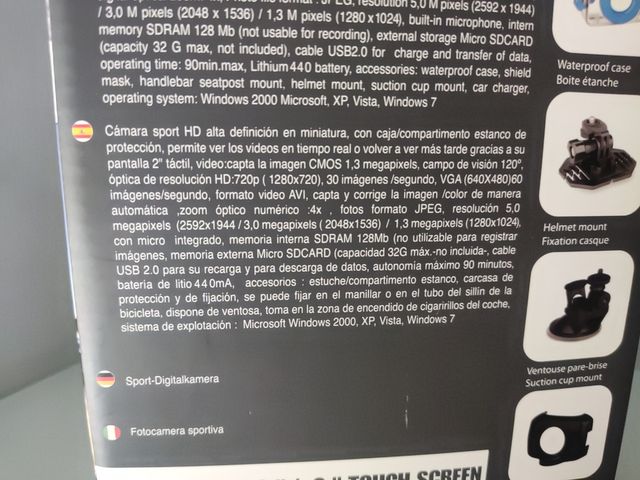 resolution 5,0 M pixels (2592 x 1944)
/ 3,0 M pixels (2048 x 1536) / 1,3 M pixels (1280 x1024), built-in microphone, intern
memory SDRAM 128 Mb (not usable for recording), external storage Micro SDCARD
(capacity 32 G max, not included), cable USB2.0 for charge and transfer of data,
operating time: 90min.max, Lithium440 battery, accessories: waterproof case, shield
mask, handlebar seatpost mount, helmet mount, suction cup mount, car charger,
operating system: Windows 2000 Microsoft, XP, Vista, Windows 7
Cámara sport HD alta definición en miniatura, con caja/compartimento estanco de
protección, permite ver los videos en tiempo real o volver a ver mas tarde gracias a su
pantalla 2" táctil, video:capta la imagen CMOS 1,3 megapixels, campo de visión 120°,
óptica de resolución HD:720p ( 1280x720), 30 imágenes /segundo, VGA (640X480)60
imágenes/segundo, formato video AVI, capta y corrige la imagen /color de manera
automática ,zoom óptico numérico :4x , fotos formato JPEG, resolución 5,0
megapixels (2592x1944 / 3,0 megapixels ( 2048x1536) / 1,3 megapixels (1280x1024),
con micro integrado, memoria interna SDRAM 128Mb (no utilizable para registrar
imágenes, memoria externa Micro SDCARD (capacidad 32G máx.-no incluida-, cable
USB 2.0 para su recarga y para descarga de datos, autonomía máximo 90 minutos,
batería de litio 440mA, accesorios : estuche/compartimento estanco, carcasa de
protección y de fijación, se puede fijar en el manillar o en el tubo del sillín de la
bicicleta, dispone de ventosa, toma en la zona de encendido de cigaririllos del coche,
sistema de explotación : Microsoft Windows 2000, XP, Vista, Windows 7
Sport-Digitalkamera
Fotocamera sportiva
Waterproof case
Boite étanche
Helmet mount
Fixation casque
Ventouse pare-brise
Suction cup mount
TOUCH SCREEN